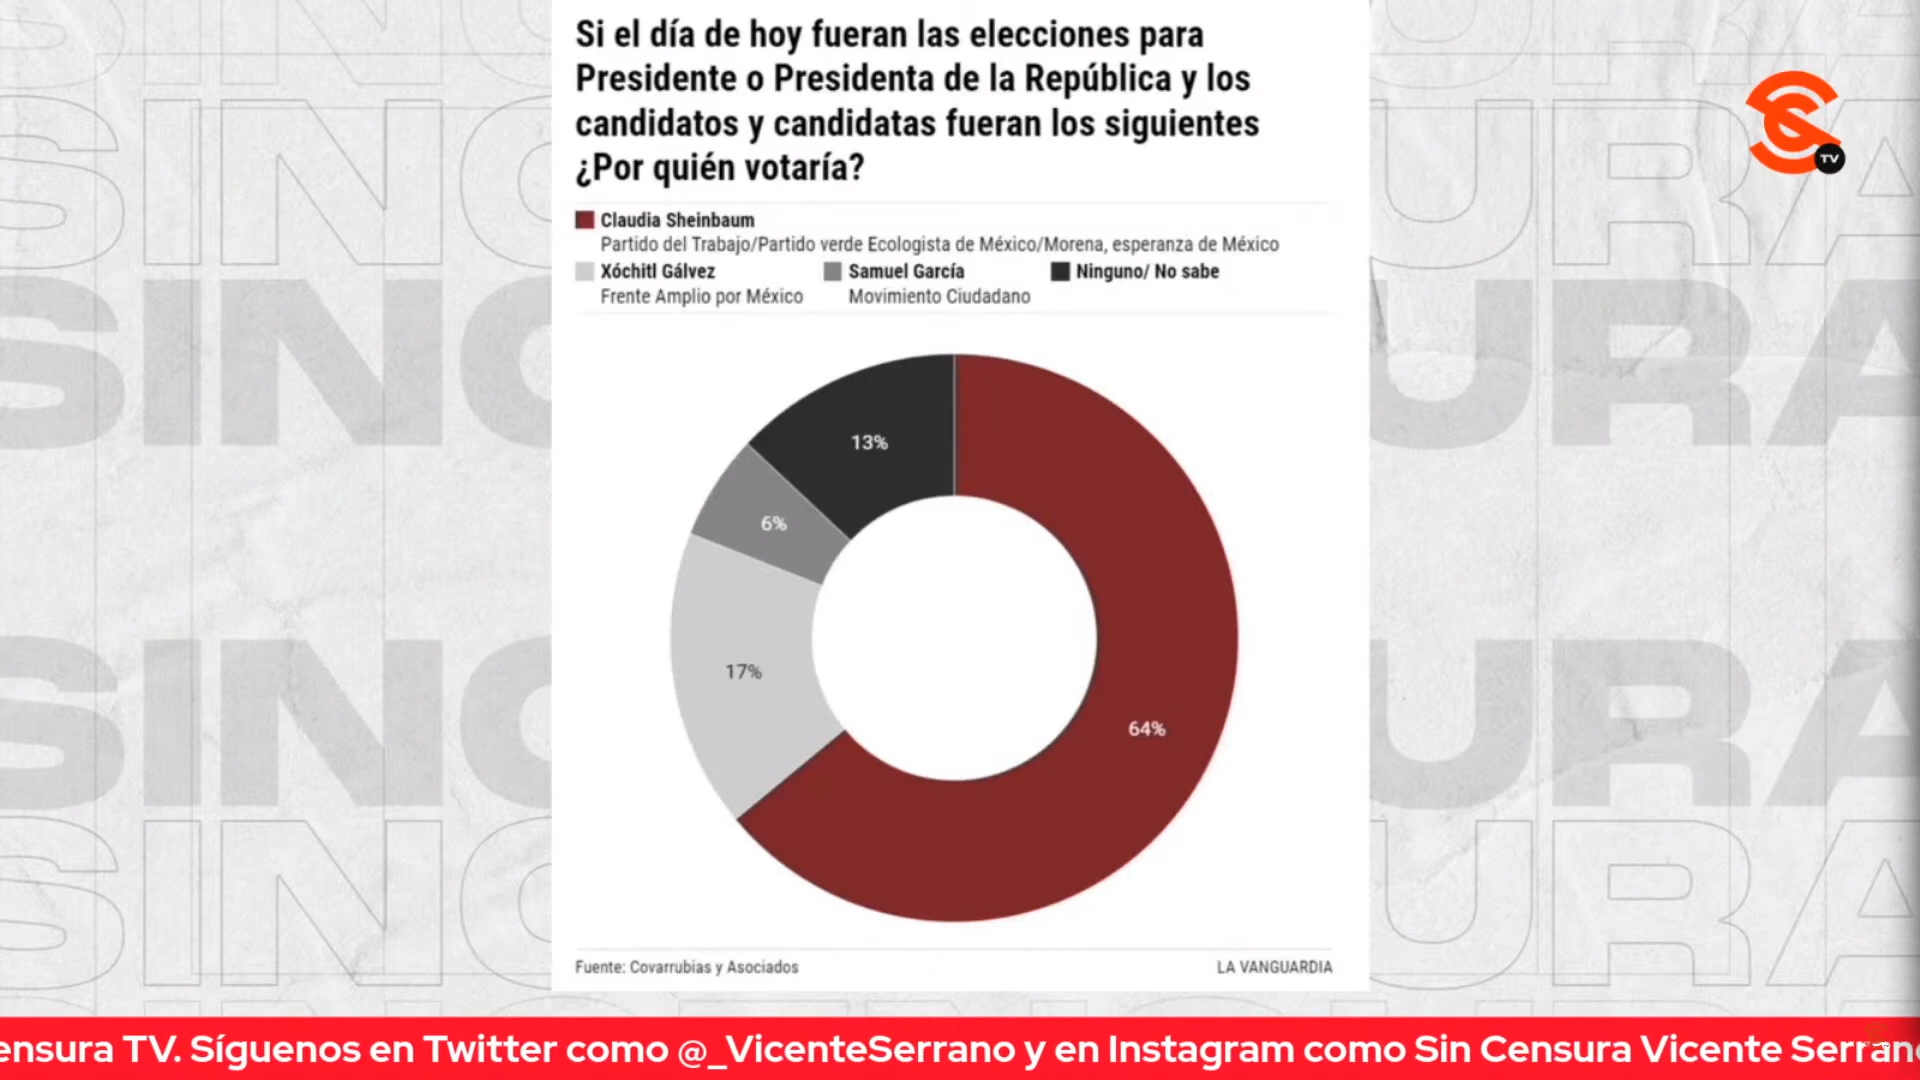 Si el día de hoy fueran las elecciones para
Presidente o Presidenta de la República y los
candidatos y candidatas fueran los siguientes
¿Por quién votaría?
TV
Claudia Sheinbaum
Partido del Trabajo/Partido verde Ecologista de México/Morena, esperanza de México
Xóchitl Gálvez
Frente Amplio por México
Samuel García
Movimiento Ciudadano
Ninguno/ No sabe
13%
6%
17%
64%
Fuente: Covarrubias y Asociados
LA VANGUARDIA
ensura TV. Síguenos en Twitter como @_VicenteSerrano y en Instagram como Sin Censura Vicente Serrano